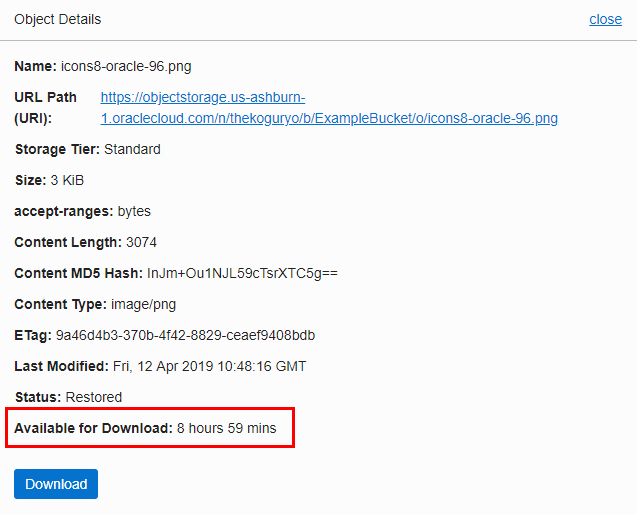 Object Details close
Name: icons8-oracle-96.png
URL Path https://objectstorage.us-ashburn-
(URI): 1.oraclecloud.com/n/thekoguryo/b/ExampleBucket/o/icons8-oracle-96.png
Storage Tier: Standard
Size: 3 KiB
accept-ranges: bytes
Content Length: 3074
Content MD5 Hash: InJm+Ou1NJL59cTsrXTC5g==
Content Type: image/png
ETag: 9a46d4b3-370b-4f42-8829-ceaef9408bdb
Last Modified: Fri, 12 Apr 2019 10:48:16 GMT
Status: Restored
Available for Download: 8 hours 59 mins
Download